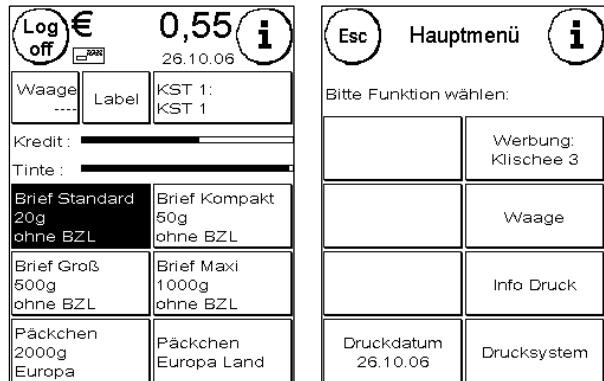 Log off
€ 0,55
i
26.10.06
Waage
----
Label
KST 1:
KST 1
Kredit :
Tinte :
Brief Standard
20g
ohne BZL
Brief Kompakt
50g
ohne BZL
Brief Groß
500g
ohne BZL
Brief Maxi
1000g
ohne BZL
Päckchen
2000g
Europa
Päckchen
Europa Land
Esc
Hauptmenü
i
Bitte Funktion wählen:
Werbung:
Klischee 3
Waage
Info Druck
Druckdatum
26.10.06
Drucksystem